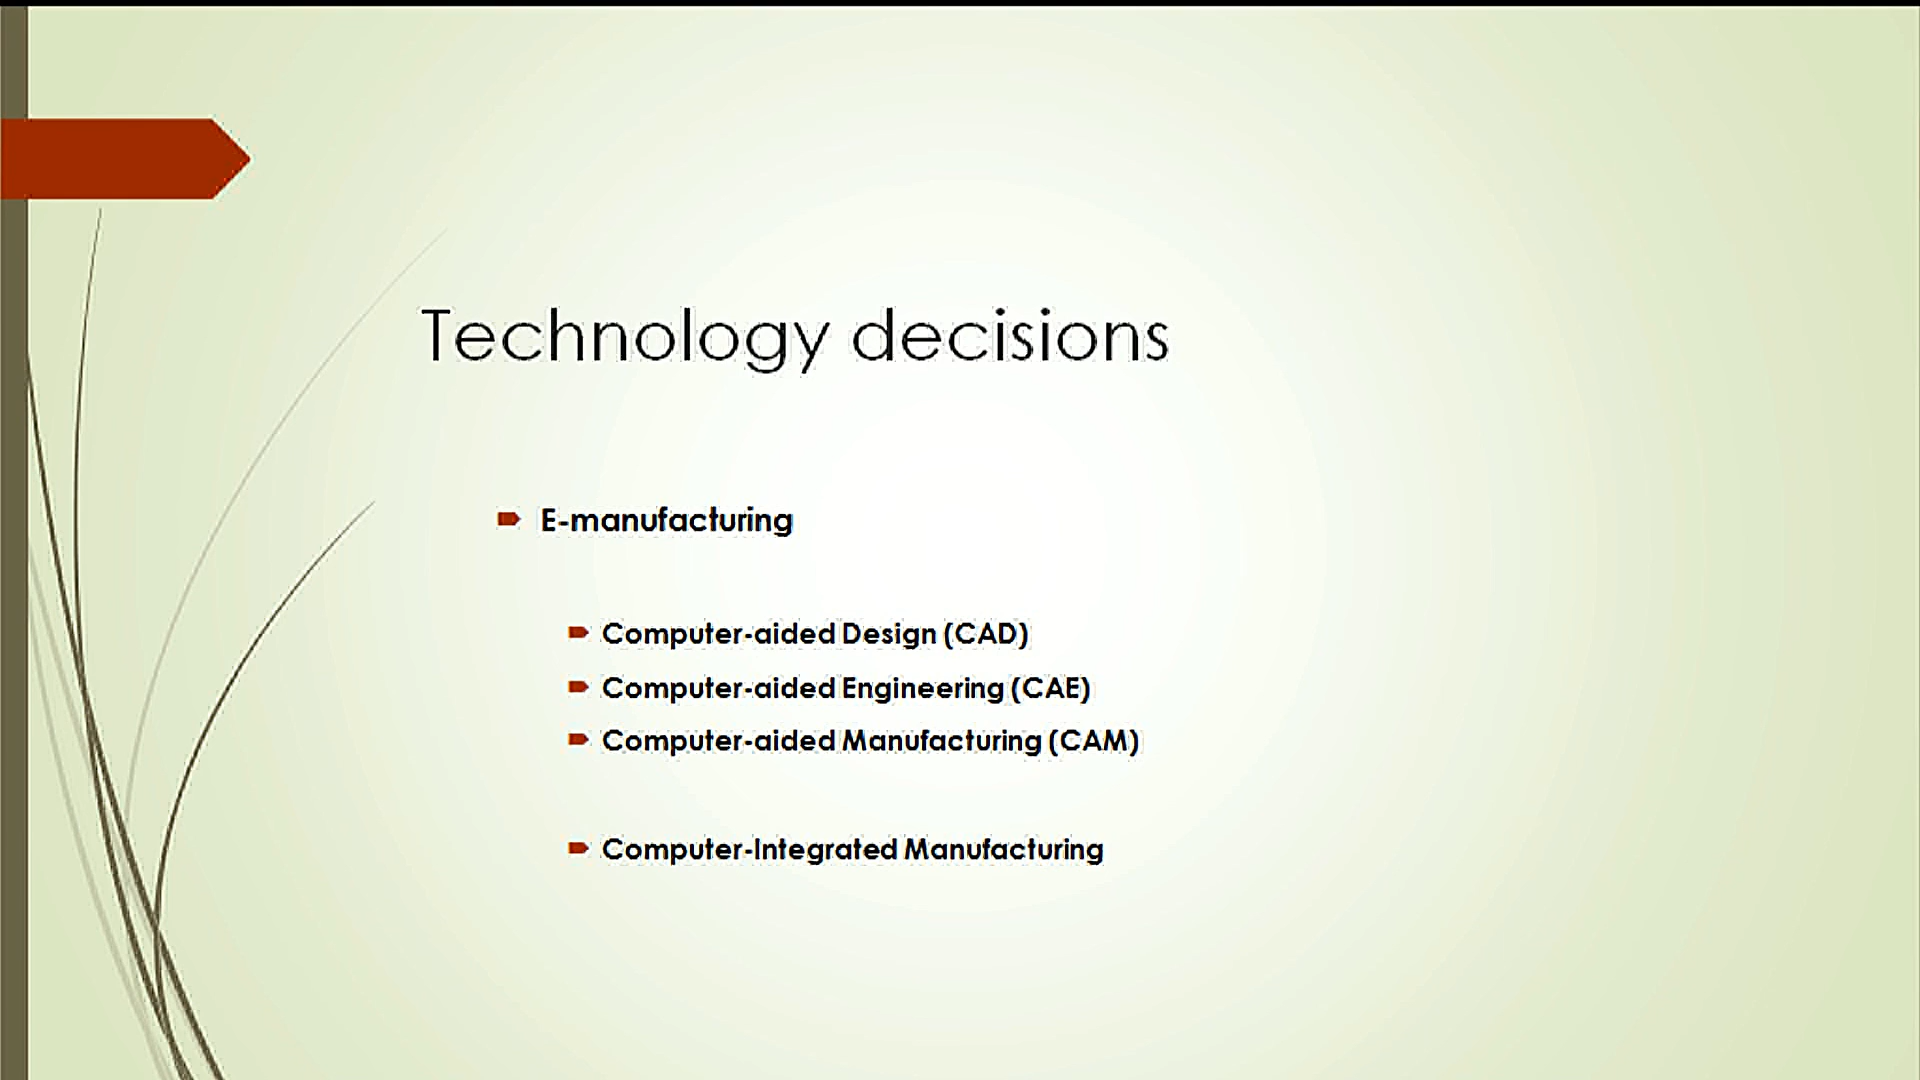 Technology decisions
E-manufacturing
Computer-aided Design (CAD)
Computer-aided Engineering (CAE)
Computer-aided Manufacturing (CAM)
Computer-Integrated Manufacturing